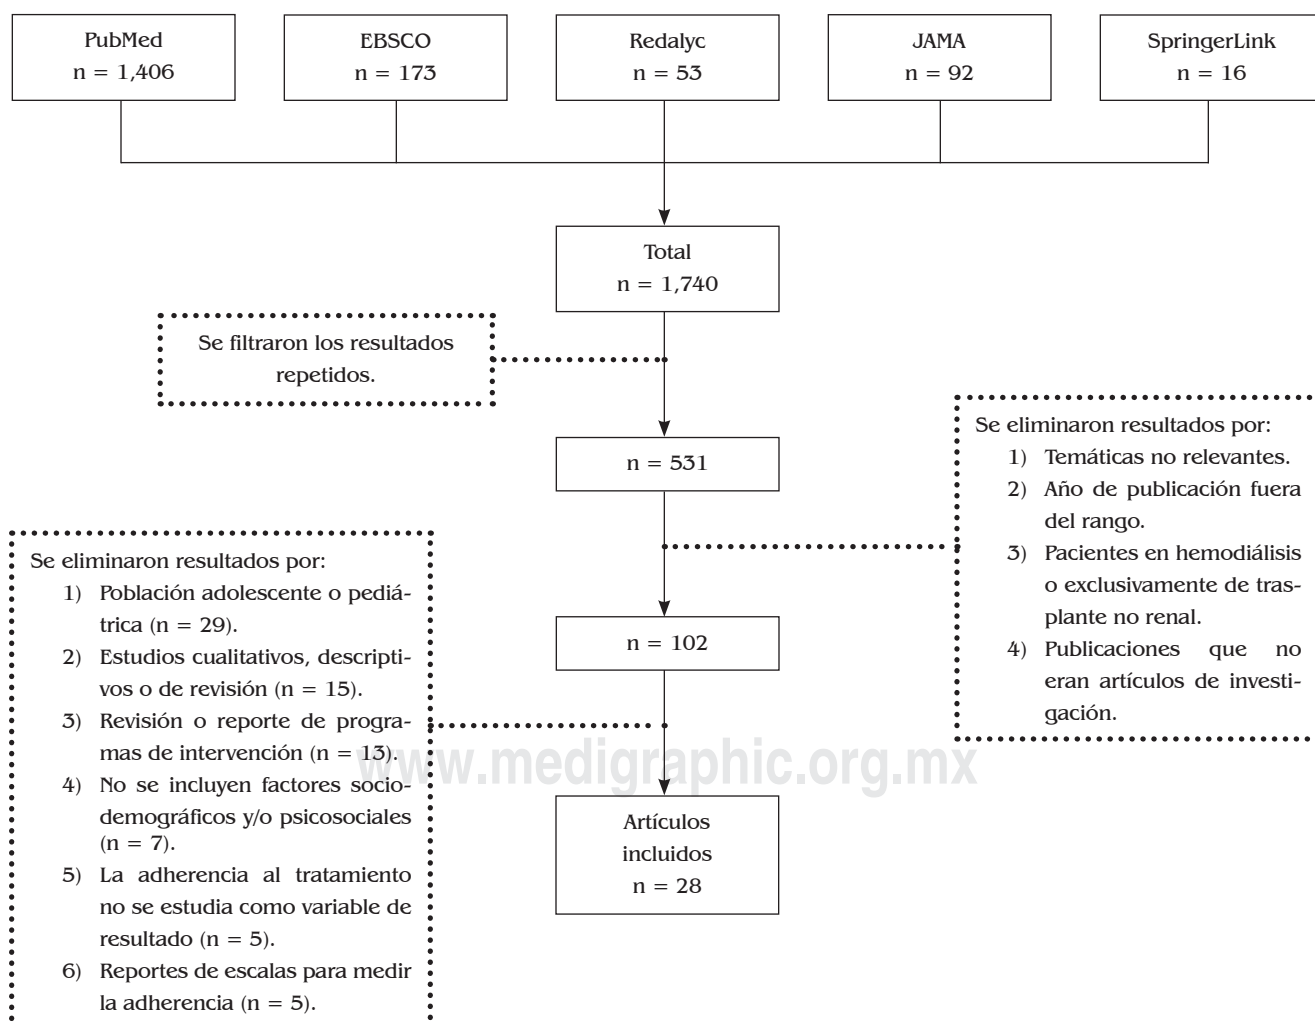 PubMed
n = 1,406
EBSCO
n = 173
Redalyc
n = 53
JAMA
n = 92
SpringerLink
n = 16
Total
n = 1,740
Se filtraron los resultados
repetidos.
n = 531
Se eliminaron resultados por:
1) Temáticas no relevantes.
2) Año de publicación fuera
del rango.
3) Pacientes en hemodiálisis
o exclusivamente de tras-
plante no renal.
4) Publicaciones que no
eran artículos de investi-
gación.
n = 102
Se eliminaron resultados por:
1) Población adolescente o pediá-
trica (n = 29).
2) Estudios cualitativos, descripti-
vos o de revisión (n = 15).
3) Revisión o reporte de progra-
mas de intervención (n = 13).
4) No se incluyen factores socio-
demográficos y/o psicosociales
(n = 7).
5) La adherencia al tratamiento
no se estudia como variable de
resultado (n = 5).
6) Reportes de escalas para medir
la adherencia (n = 5).
www.medigraphic.org.mx
Artículos
incluidos
n = 28